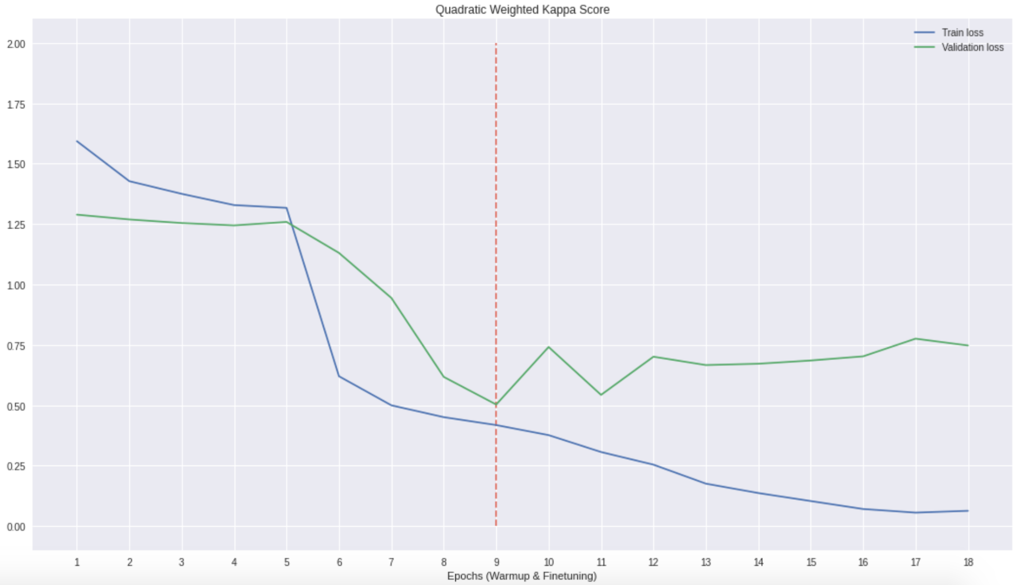 Quadratic Weighted Kappa Score
Train loss
Validation loss
2.00
1.75
1.50
1.25
1.00
0.75
0.50
0.25
0.00
1 2 3 4 5 6 7 8 9 10 11 12 13 14 15 16 17 18
Epochs (Warmup & Finetuning)